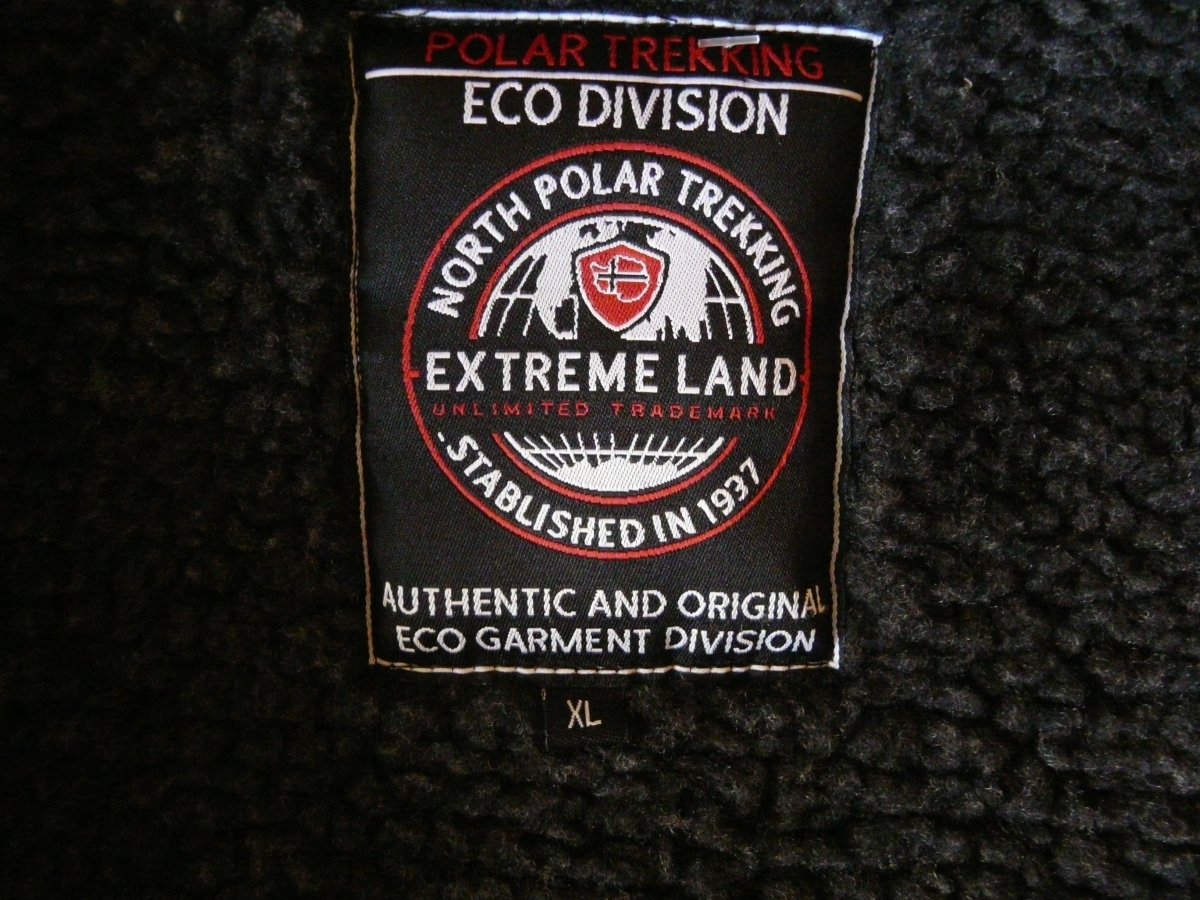 POLAR TREKKING
ECO DIVISION
NORTH POLAR TREKKING
EXTREME LAND
UNLIMITED TRADEMARK
.STABLISHED IN 1937
AUTHENTIC AND ORIGINAL
ECO GARMENT DIVISION
XL